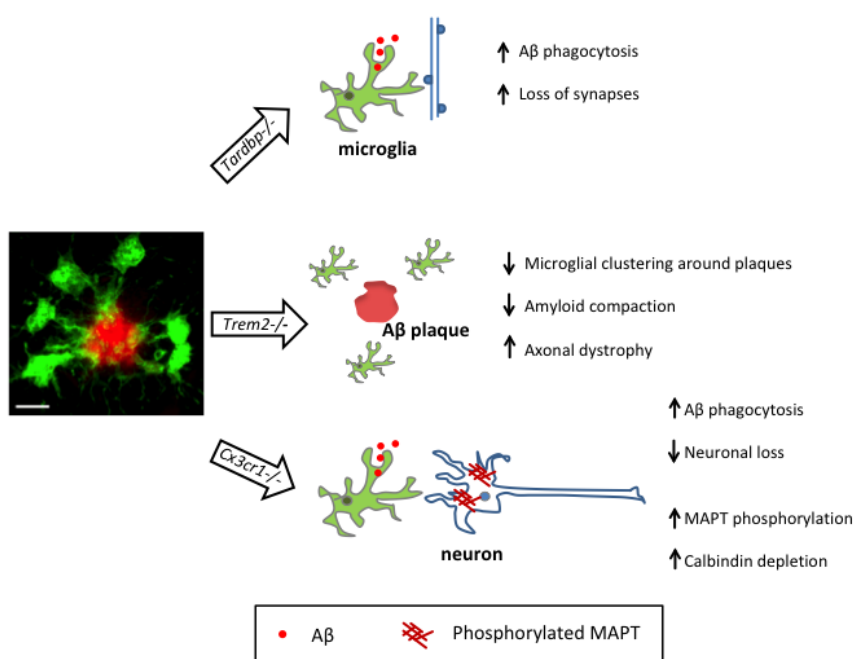 Tardbp-/-
microglia
↑ Aβ phagocytosis
↑ Loss of synapses
Trem2-/-
Aβ plaque
↓ Microglial clustering around plaques
↓ Amyloid compaction
↑ Axonal dystrophy
Cx3cr1-/-
neuron
↑ Aβ phagocytosis
↓ Neuronal loss
↑ MAPT phosphorylation
↑ Calbindin depletion
Aβ
Phosphorylated MAPT